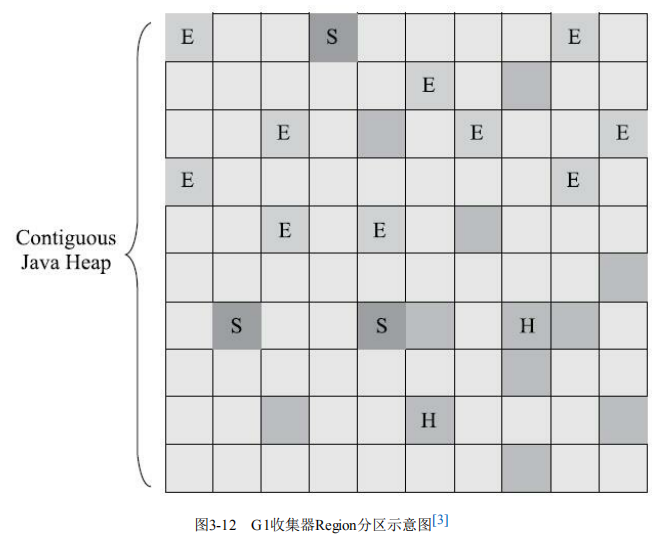 E S E
E
E E E
E E
Contiguous
Java Heap
E E
S S H
H
图3-12 G1收集器Region分区示意图[3]